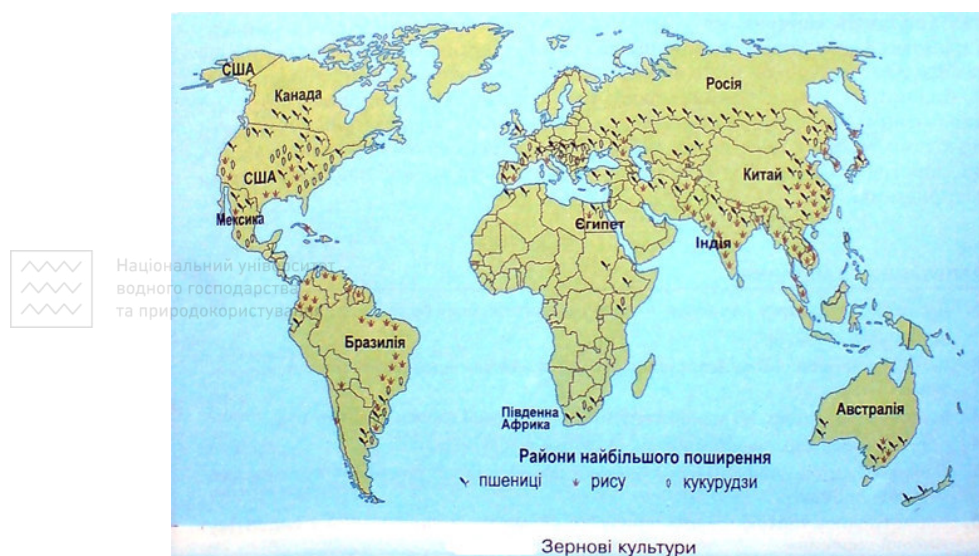 США
Канада
Росія
США
Китай
Мексика
Єгипет
Індія
Національний університет
водного господарства
та природокористува
Бразилія
Південна
Африка
Австралія
Райони найбільшого поширення
пшениці рису кукурудзи
Зернові культури